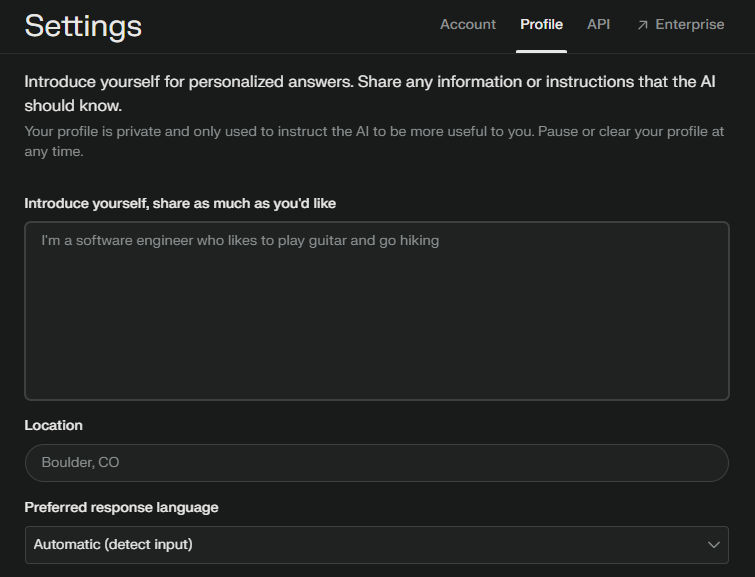 Settings
Account
Profile
API
Enterprise
Introduce yourself for personalized answers. Share any information or instructions that the AI
should know.
Your profile is private and only used to instruct the AI to be more useful to you. Pause or clear your profile at
any time.
Introduce yourself, share as much as you'd like
I'm a software engineer who likes to play guitar and go hiking
Location
Boulder, CO
Preferred response language
Automatic (detect input)